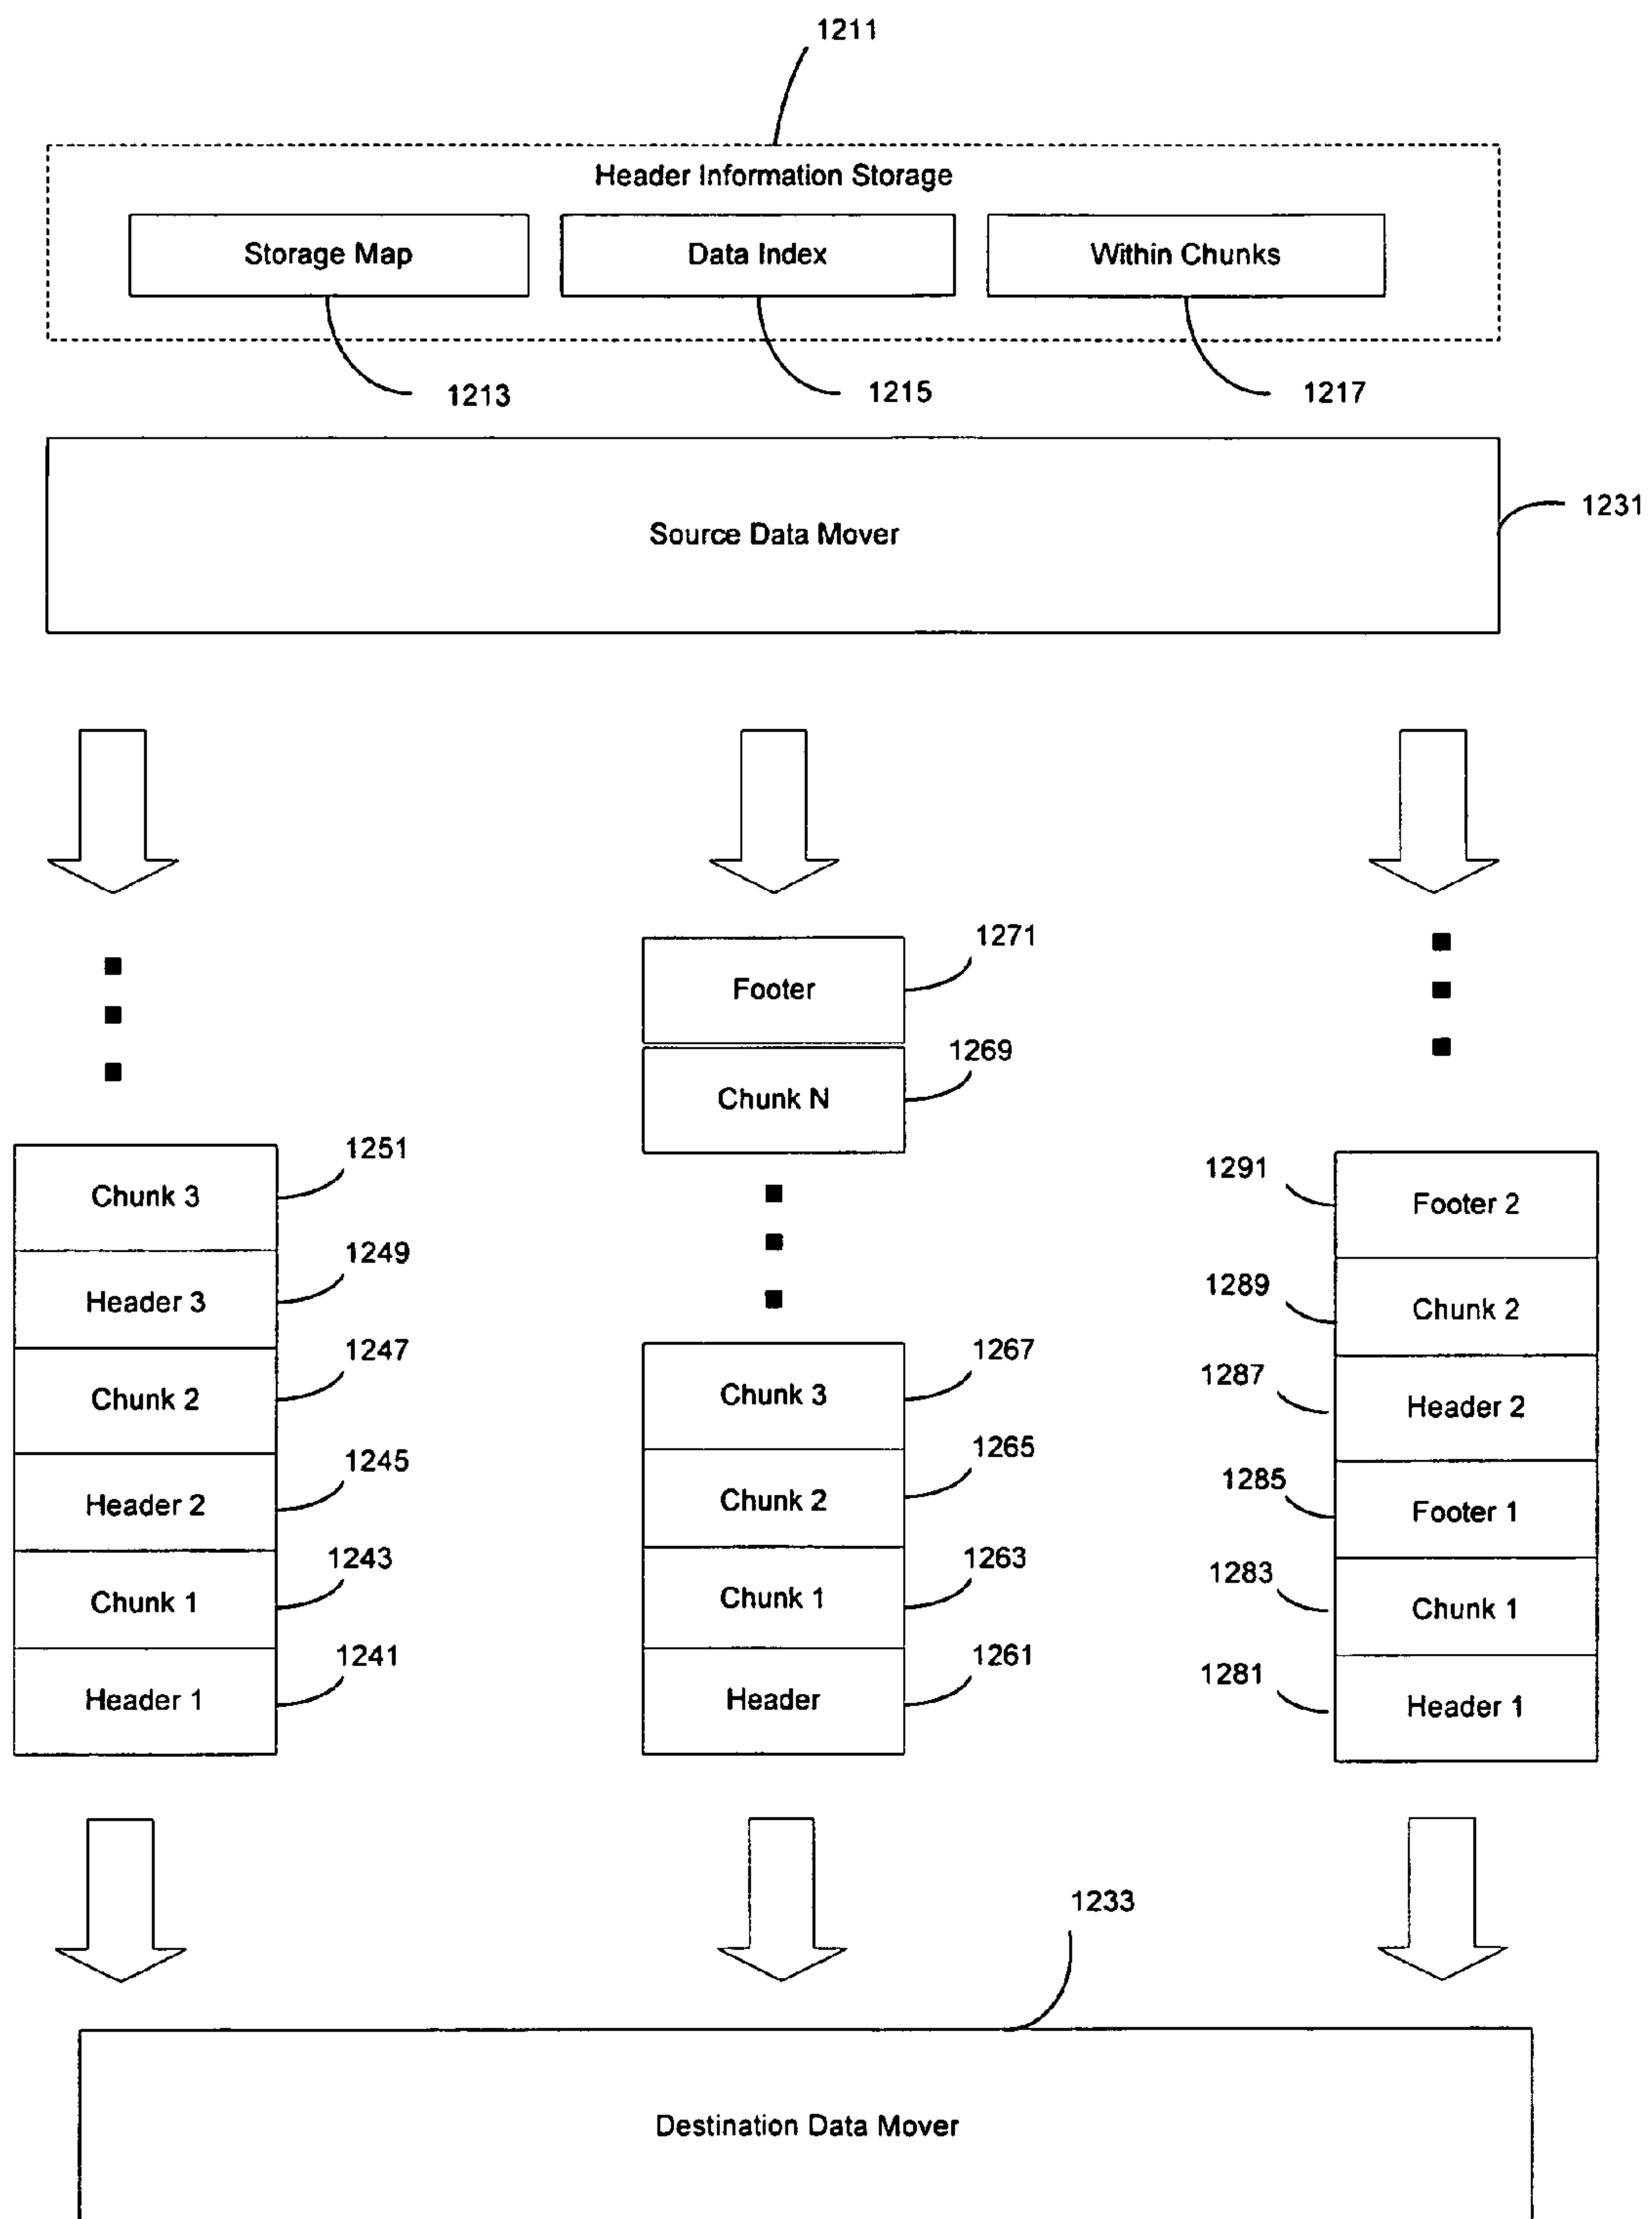 1211
Header Information Storage
Storage Map
Data Index
Within Chunks
1213
1215
1217
Source Data Mover
1231
1251
Chunk 3
1249
Header 3
1247
Chunk 2
1245
Header 2
1243
Chunk 1
1241
Header 1
1271
Footer
1269
Chunk N
1267
Chunk 3
1265
Chunk 2
1263
Chunk 1
1261
Header
1291
Footer 2
1289
Chunk 2
1287
Header 2
1285
Footer 1
1283
Chunk 1
1281
Header 1
1233
Destination Data Mover